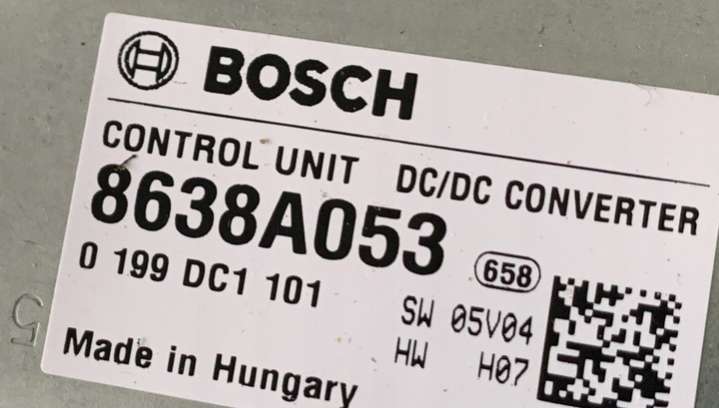 BOSCH
CONTROL UNIT DC/DC CONVERTER
8638A053
0 199 DC1 101 658
SW 05V04
HW H07
Made in Hungary
5